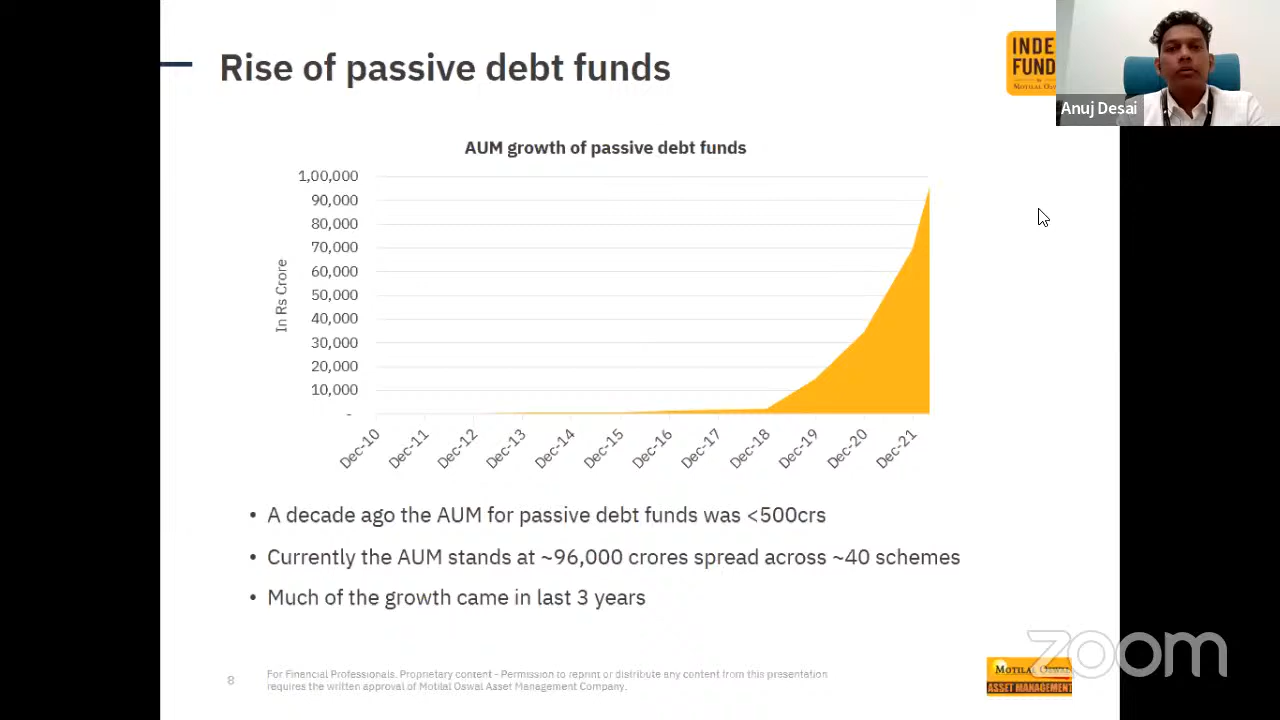 Rise of passive debt funds
INDE
FUND
Anuj Desai
AUM growth of passive debt funds
In Rs Crore
1,00,000
90,000
80,000
70,000
60,000
50,000
40,000
30,000
20,000
10,000
-
Dec-10
Dec-11
Dec-12
Dec-13
Dec-14
Dec-15
Dec-16
Dec-17
Dec-18
Dec-19
Dec-20
Dec-21
• A decade ago the AUM for passive debt funds was <500crs
• Currently the AUM stands at ~96,000 crores spread across ~40 schemes
• Much of the growth came in last 3 years
8
For Financial Professionals. Proprietary content - Permission to reprint or distribute any content from this presentation
requires the written approval of Motilal Oswal Asset Management Company.
zoom
MOTILAL OSWAL
ASSET MANAGEMENT